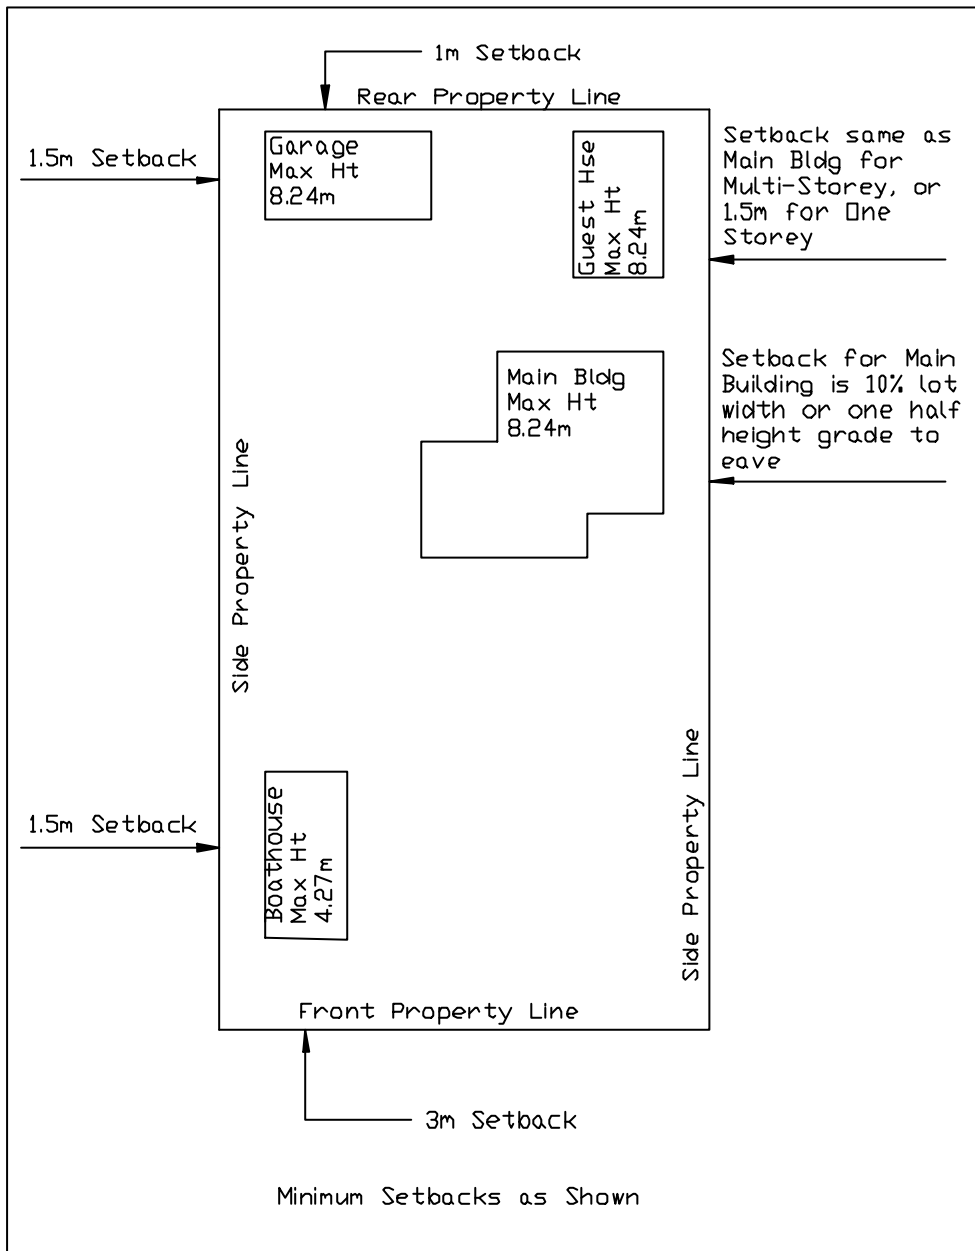 1m Setback
Rear Property Line
1.5m Setback
Garage
Max Ht
8.24m
Guest Hse
Max Ht
8.24m
Setback same as
Main Bldg for
Multi-Storey, or
1.5m for One
Storey
Main Bldg
Max Ht
8.24m
Setback for Main
Building is 10% lot
width or one half
height grade to
eave
Side Property Line
1.5m Setback
Boathouse
Max Ht
4.27m
Side Property Line
Front Property Line
3m Setback
Minimum Setbacks as Shown